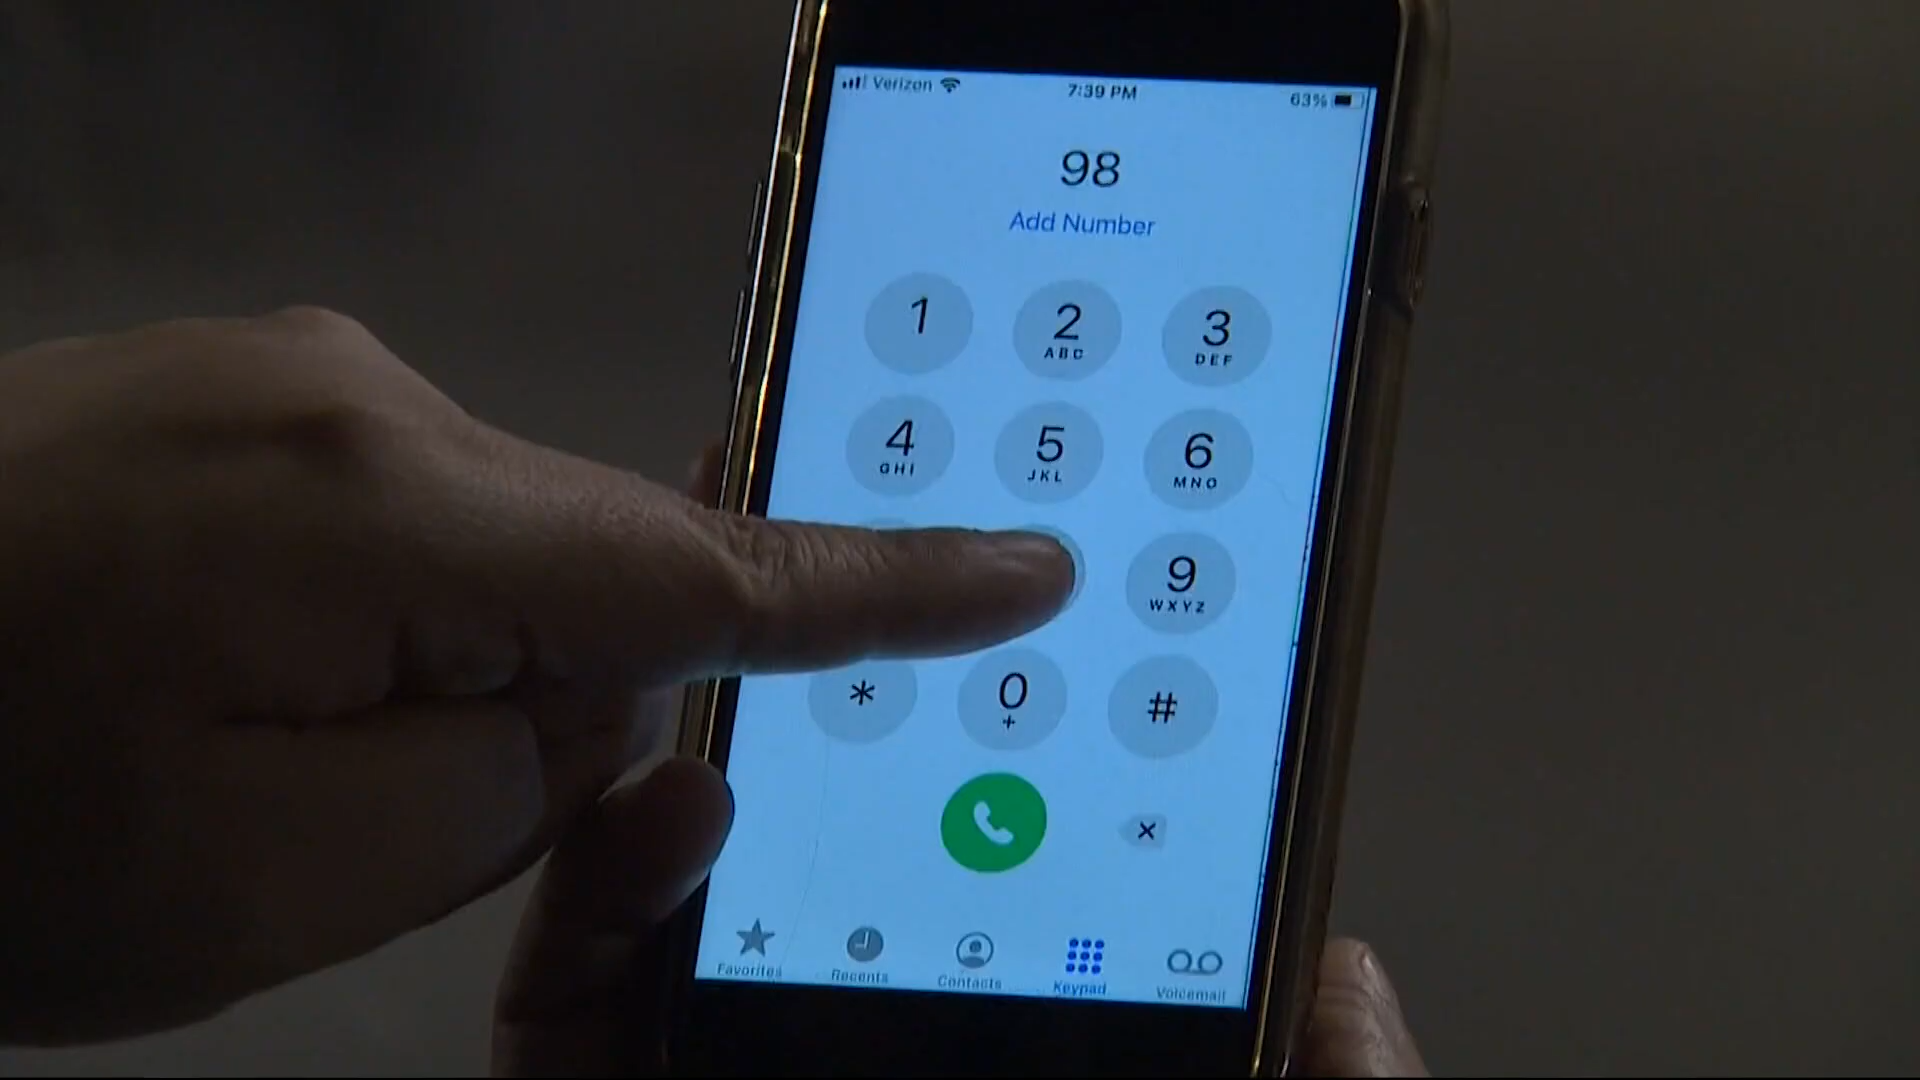 Verizon 7:39 PM 63%
98
Add Number
1 2 3
ABC DEF
4 5 6
GHI JKL MNO
9
WXYZ
* 0 #
+
Favorites Recents Contacts Keypad Voicemail